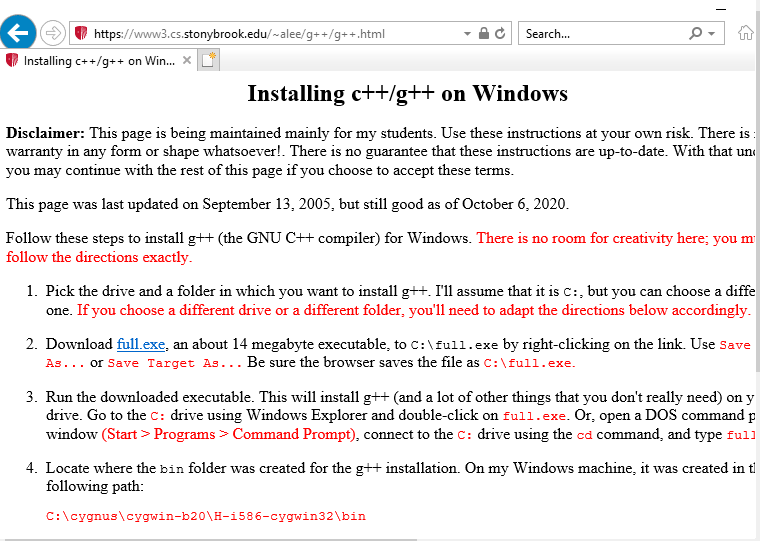 https://www3.cs.stonybrook.edu/~alee/g++/g++.html
Search...
Installing c++/g++ on Win...
Installing c++/g++ on Windows
Disclaimer: This page is being maintained mainly for my students. Use these instructions at your own risk. There is
warranty in any form or shape whatsoever!. There is no guarantee that these instructions are up-to-date. With that
you may continue with the rest of this page if you choose to accept these terms.
This page was last updated on September 13, 2005, but still good as of October 6, 2020.
Follow these steps to install g++ (the GNU C++ compiler) for Windows. There is no room for creativity here; you
follow the directions exactly.
1. Pick the drive and a folder in which you want to install g++. I'll assume that it is C:, but you can choose a
one. If you choose a different drive or a different folder, you'll need to adapt the directions below accordingly.
2. Download full.exe, an about 14 megabyte executable, to C:\full.exe by right-clicking on the link. Use Save
As... or Save Target As... Be sure the browser saves the file as C:\full.exe.
3. Run the downloaded executable. This will install g++ (and a lot of other things that you don't really need) on
drive. Go to the C: drive using Windows Explorer and double-click on full.exe. Or, open a DOS command
window (Start > Programs > Command Prompt), connect to the C: drive using the cd command, and type
4. Locate where the bin folder was created for the g++ installation. On my Windows machine, it was created in
following path:
C:\cygnus\cygwin-b20\H-i586-cygwin32\bin